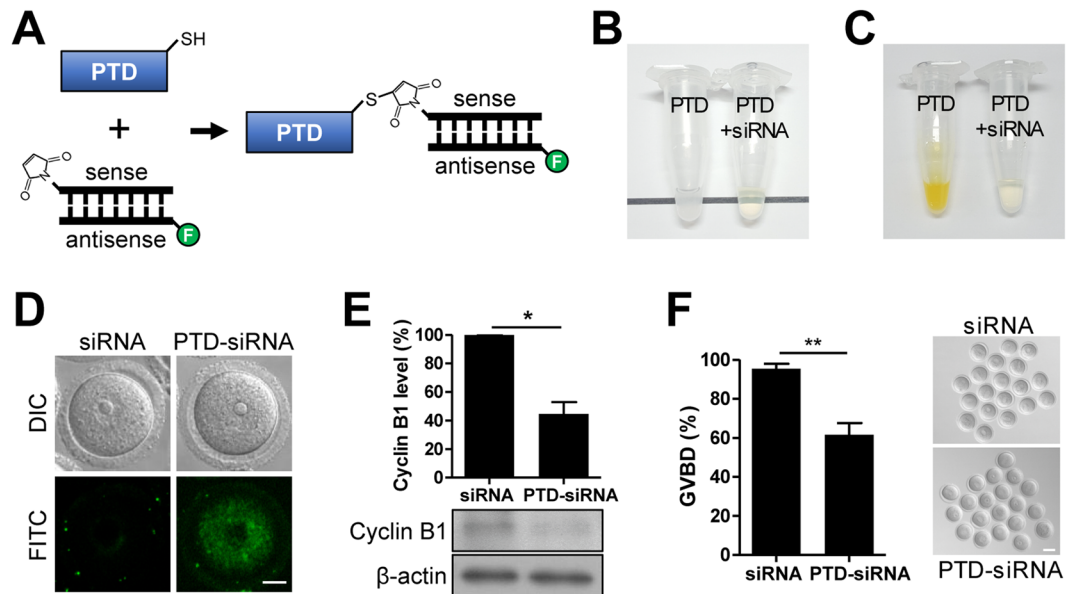 A
SH
PTD
+
O
N
O
sense
antisense
F
PTD
S
O
N
O
sense
antisense
F
B
PTD
PTD
+siRNA
C
PTD
PTD
+siRNA
D
siRNA
PTD-siRNA
DIC
FITC
E
*
Cyclin B1 level (%)
100
80
60
40
20
0
siRNA
PTD-siRNA
Cyclin B1
β-actin
F
**
GVBD (%)
100
80
60
40
20
0
siRNA
PTD-siRNA
siRNA
PTD-siRNA